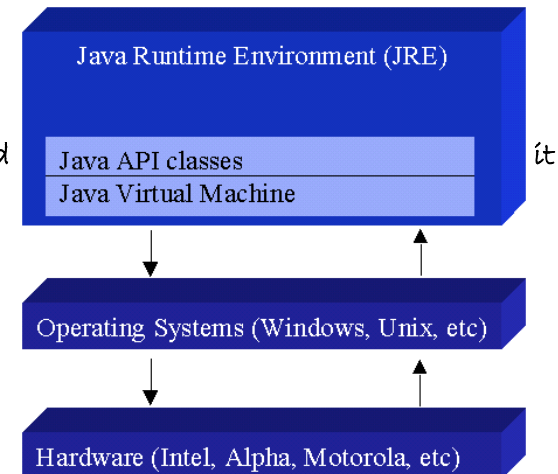 Java Runtime Environment (JRE)
it
Java API classes
Java Virtual Machine
Operating Systems (Windows, Unix, etc)
Hardware (Intel, Alpha, Motorola, etc)